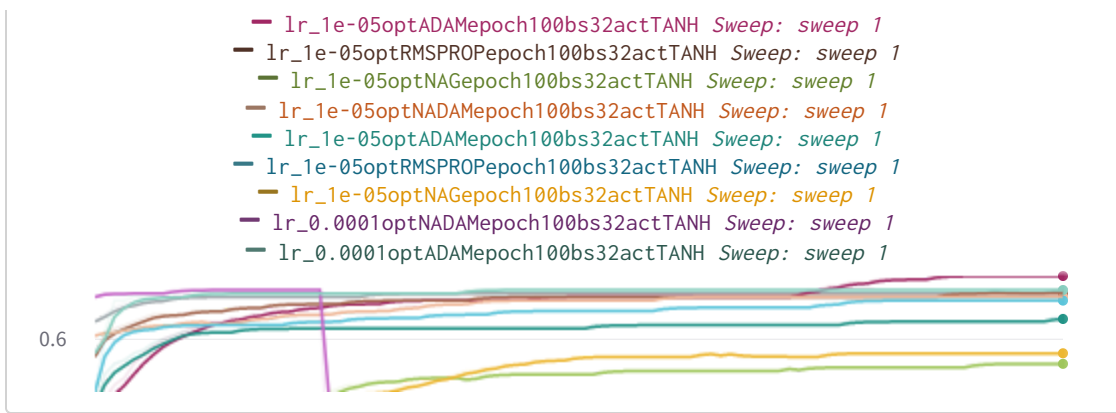 lr_1e-05optADAMepoch100bs32actTANH Sweep: sweep 1
lr_1e-05optRMSPROPepoch100bs32actTANH Sweep: sweep 1
lr_1e-05optNAGepoch100bs32actTANH Sweep: sweep 1
lr_1e-05optNADAMepoch100bs32actTANH Sweep: sweep 1
lr_1e-05optADAMepoch100bs32actTANH Sweep: sweep 1
lr_1e-05optRMSPROPepoch100bs32actTANH Sweep: sweep 1
lr_1e-05optNAGepoch100bs32actTANH Sweep: sweep 1
lr_0.0001optNADAMepoch100bs32actTANH Sweep: sweep 1
lr_0.0001optADAMepoch100bs32actTANH Sweep: sweep 1
0.6